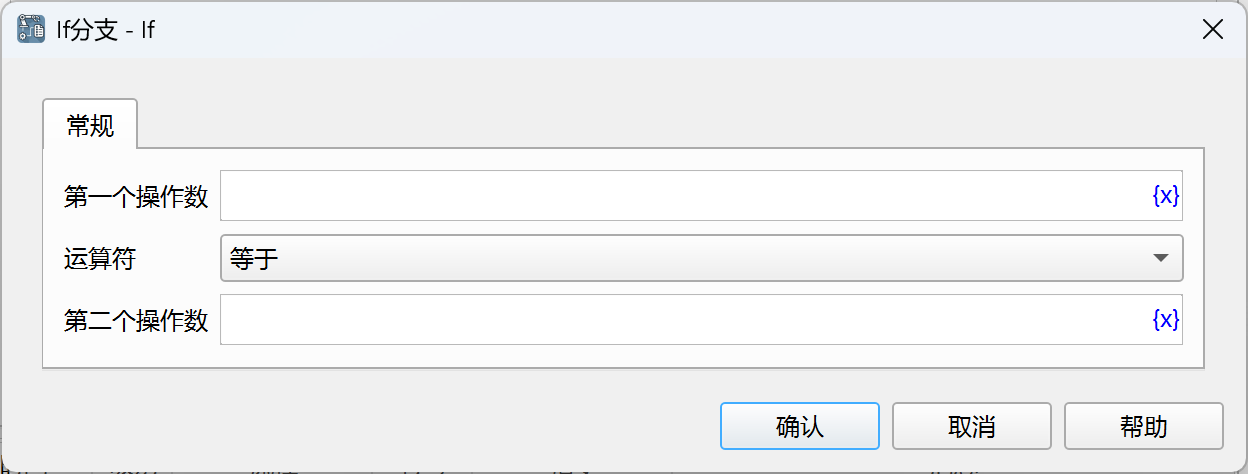 If分支 - If
常规
第一个操作数 {x}
运算符 等于
第二个操作数 {x}
确认 取消 帮助